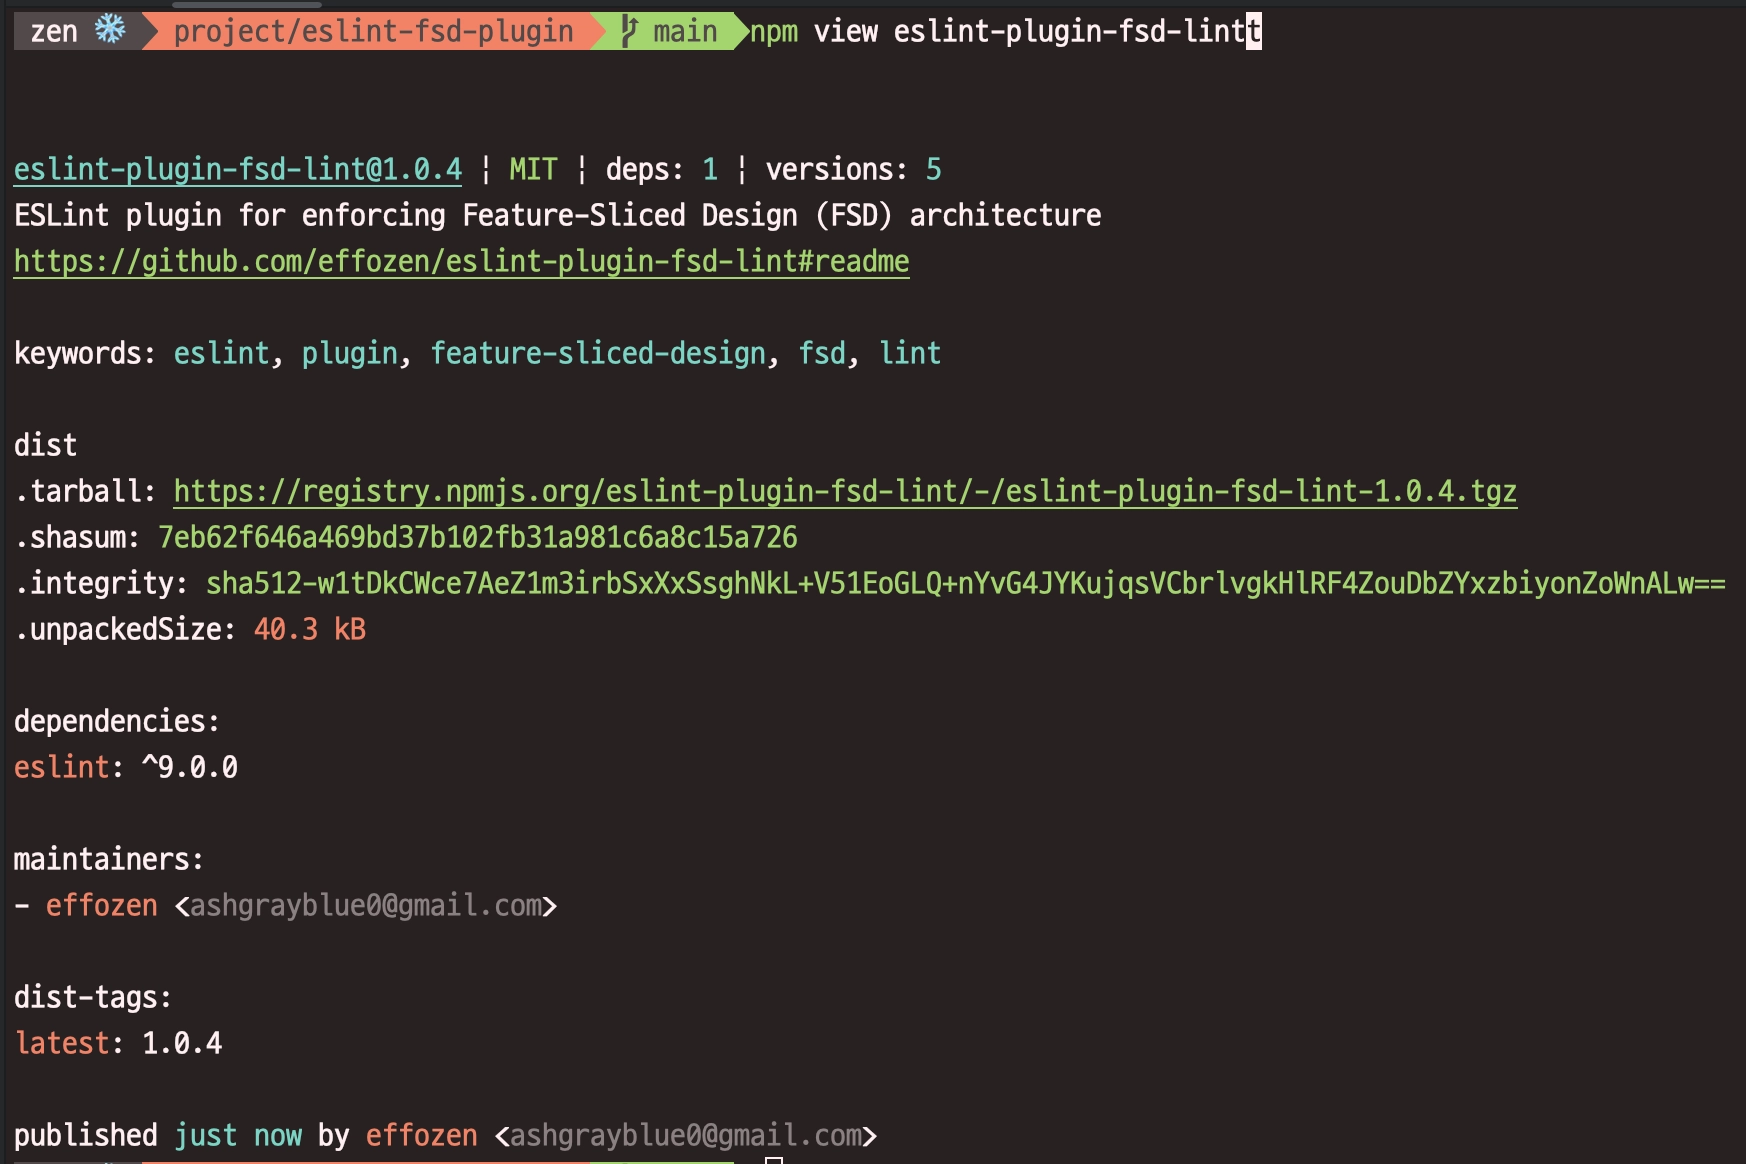 zen ❄️ project/eslint-fsd-plugin main npm view eslint-plugin-fsd-lintt
eslint-plugin-fsd-lint@1.0.4 | MIT | deps: 1 | versions: 5
ESLint plugin for enforcing Feature-Sliced Design (FSD) architecture
https://github.com/effozen/eslint-plugin-fsd-lint#readme
keywords: eslint, plugin, feature-sliced-design, fsd, lint
dist
.tarball: https://registry.npmjs.org/eslint-plugin-fsd-lint/-/eslint-plugin-fsd-lint-1.0.4.tgz
.shasum: 7eb62f646a469bd37b102fb31a981c6a8c15a726
.integrity: sha512-w1tDkCWce7AeZ1m3irbSxXxSsghNkL+V51EoGLQ+nYvG4JYKujqsVCbrlvgkHlRF4ZouDbZYxzbiyonZoWnALw==
.unpackedSize: 40.3 kB
dependencies:
eslint: ^9.0.0
maintainers:
- effozen <ashgrayblue0@gmail.com>
dist-tags:
latest: 1.0.4
published just now by effozen <ashgrayblue0@gmail.com>